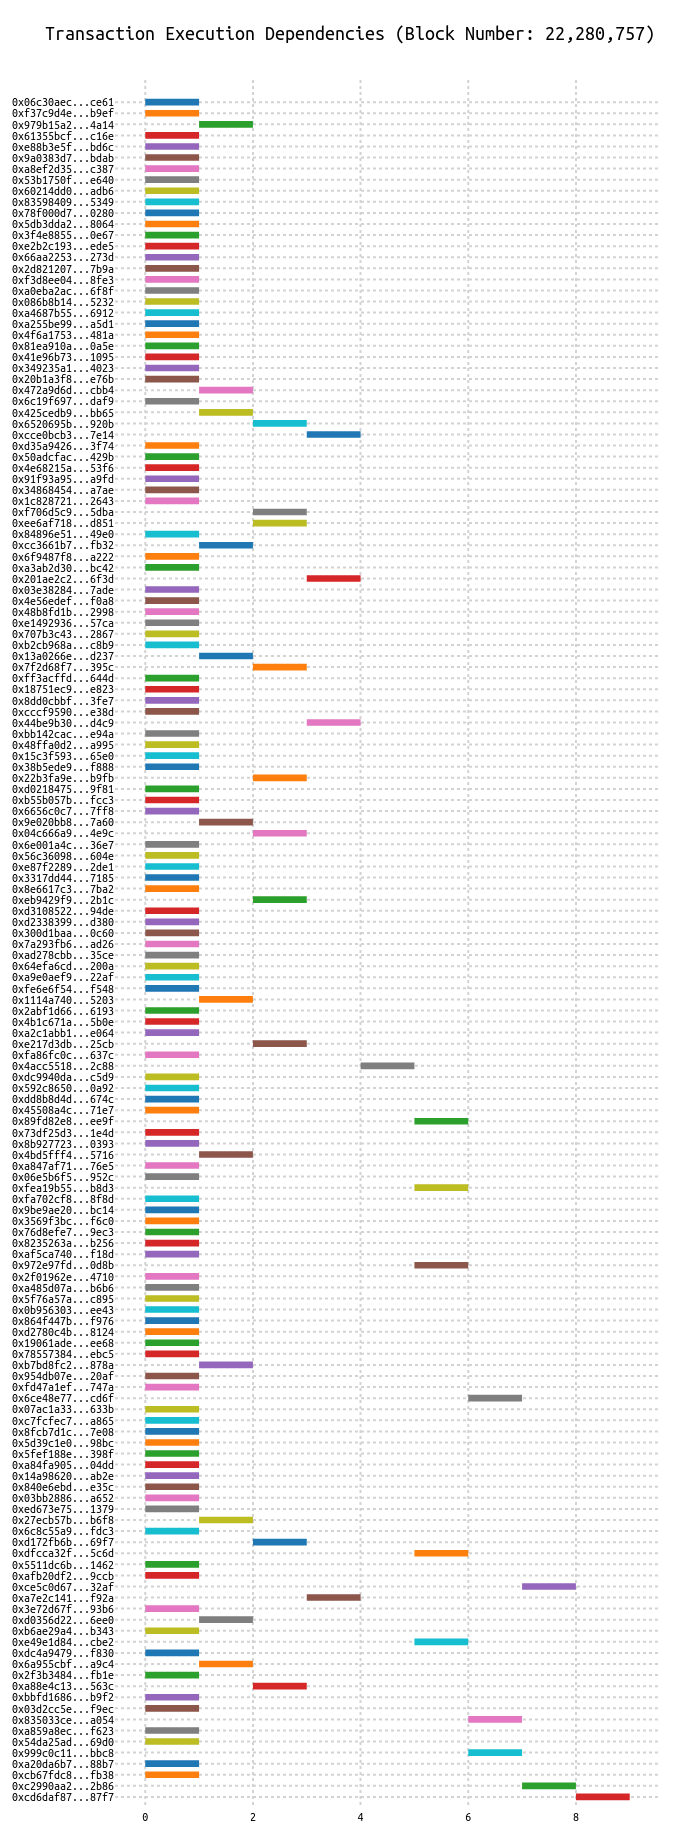 Transaction Execution Dependencies (Block Number: 22,280,757)
0x06c30aec...ce61
0xf37c9d4e...b9ef
0x979b15a2...4a14
0x61355bcf...c16e
0xe88b3e5f...bd6c
0x9a0383d7...bdab
0xa8ef2d35...c387
0x53b1750f...e640
0x60214dd0...adb6
0x83598409...5349
0x78f000d7...0280
0x5db3dda2...8064
0x3f4e8855...0e67
0xe2b2c193...ede5
0x66aa2253...273d
0x2d821207...7b9a
0xf3d8ee04...8fe3
0xa0eba2ac...6f8f
0x086b8b14...5232
0xa4687b55...6912
0xa255be99...a5d1
0x4f6a1753...481a
0x81ea910a...0a5e
0x41e96b73...1095
0x349235a1...4023
0x20b1a3f8...e76b
0x472a9d6d...cbb4
0x6c19f697...daf9
0x425cedb9...bb65
0x6520695b...920b
0xcce0bcb3...7e14
0xd35a9426...3f74
0x50adcfac...429b
0x4e68215a...53f6
0x91f93a95...a9fd
0x34868454...a7ae
0x1c828721...2643
0xf706d5c9...5dba
0xee6af718...d851
0x84896e51...49e0
0xcc3661b7...fb32
0x6f9487f8...a222
0xa3ab2d30...bc42
0x201ae2c2...6f3d
0x03e38284...7ade
0x4e56edef...f0a8
0x48b8fd1b...2998
0xe1492936...57ca
0x707b3c43...2867
0xb2cb968a...c8b9
0x13a0266e...d237
0x7f2d68f7...395c
0xff3acffd...644d
0x18751ec9...e823
0x8dd0cbbf...3fe7
0xcccf9590...e38d
0x44be9b30...d4c9
0xbb142cac...e94a
0x48ffa0d2...a995
0x15c3f593...65e0
0x38b5ede9...f888
0x22b3fa9e...b9fb
0xd0218475...9f81
0xb55b057b...fcc3
0x6656c0c7...7ff8
0x9e020bb8...7a60
0x04c666a9...4e9c
0x6e001a4c...36e7
0x56c36098...604e
0xe87f2289...2de1
0x3317dd44...7185
0x8e6617c3...7ba2
0xeb9429f9...2b1c
0xd3108522...94de
0xd2338399...d380
0x300d1baa...0c60
0x7a293fb6...ad26
0xad278cbb...35ce
0x64efa6cd...200a
0xa9e0aef9...22af
0xfe6e6f54...f548
0x1114a740...5203
0x2abf1d66...6193
0x4b1c671a...5b0e
0xa2c1abb1...e064
0xe217d3db...25cb
0xfa86fc0c...637c
0x4acc5518...2c88
0xdc9940da...c5d9
0x592c8650...0a92
0xdd8b8d4d...674c
0x45508a4c...71e7
0x89fd82e8...ee9f
0x73df25d3...1e4d
0x8b927723...0393
0x4bd5fff4...5716
0xa847af71...76e5
0x06e5b6f5...952c
0xfea19b55...b8d3
0xfa702cf8...8f8d
0x9be9ae20...bc14
0x3569f3bc...f6c0
0x76d8efe7...9ec3
0x8235263a...b256
0xaf5ca740...f18d
0x972e97fd...0d8b
0x2f01962e...4710
0xa485d07a...b6b6
0x5f76a57a...c895
0x0b956303...ee43
0x864f447b...f976
0xd2780c4b...8124
0x19061ade...ee68
0x78557384...ebc5
0xb7bd8fc2...878a
0x954db07e...20af
0xfd47a1ef...747a
0x6ce48e77...cd6f
0x07ac1a33...633b
0xc7fcfec7...a865
0x8fcb7d1c...7e08
0x5d39c1e0...98bc
0x5fef188e...398f
0xa84fa905...04dd
0x14a98620...ab2e
0x840e6ebd...e35c
0x03bb2886...a652
0xed673e75...1379
0x27ecb57b...b6f8
0x6c8c55a9...fdc3
0xd172fb6b...69f7
0xdfcca32f...5c6d
0x5511dc6b...1462
0xafb20df2...9ccb
0xce5c0d67...32af
0xa7e2c141...f92a
0x3e72d67f...93b6
0xd0356d22...6ee0
0xb6ae29a4...b343
0xe49e1d84...cbe2
0xdc4a9479...f830
0x6a955cbf...a9c4
0x2f3b3484...fb1e
0xa88e4c13...563c
0xbbfd1686...b9f2
0x03d2cc5e...f9ec
0x835033ce...a054
0xa859a8ec...f623
0x54da25ad...69d0
0x999c0c11...bbc8
0xa20da6b7...88b7
0xcb67fdc8...fb38
0xc2990aa2...2b86
0xcd6daf87...87f7
0 2 4 6 8